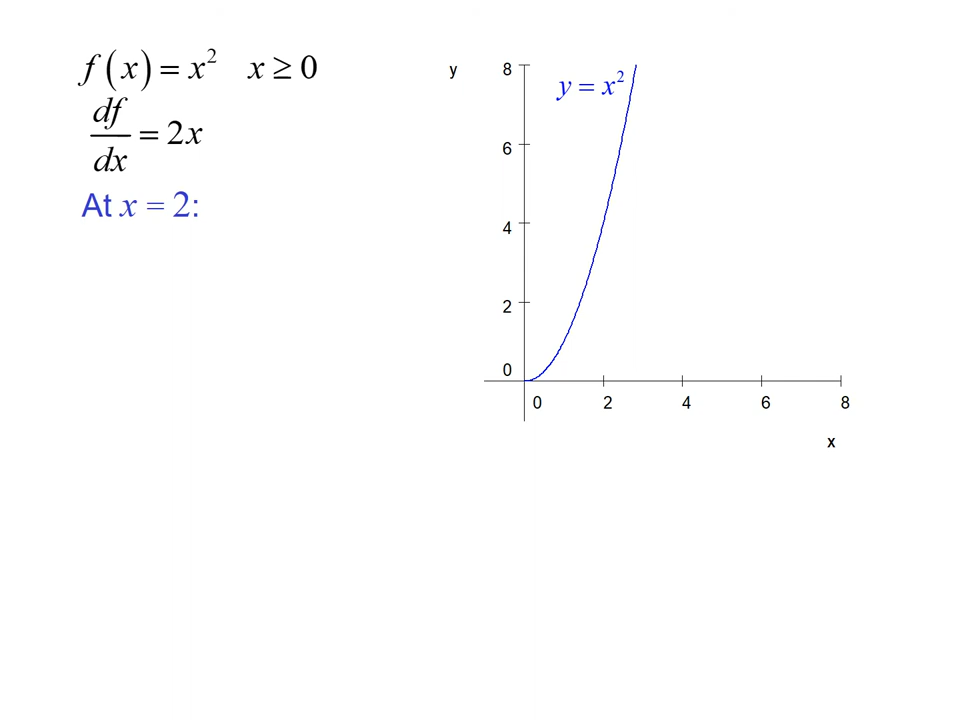 f(x) = x² x ≥ 0
df/dx = 2x
At x = 2:
y
y = x²
8
6
4
2
0
0 2 4 6 8
x